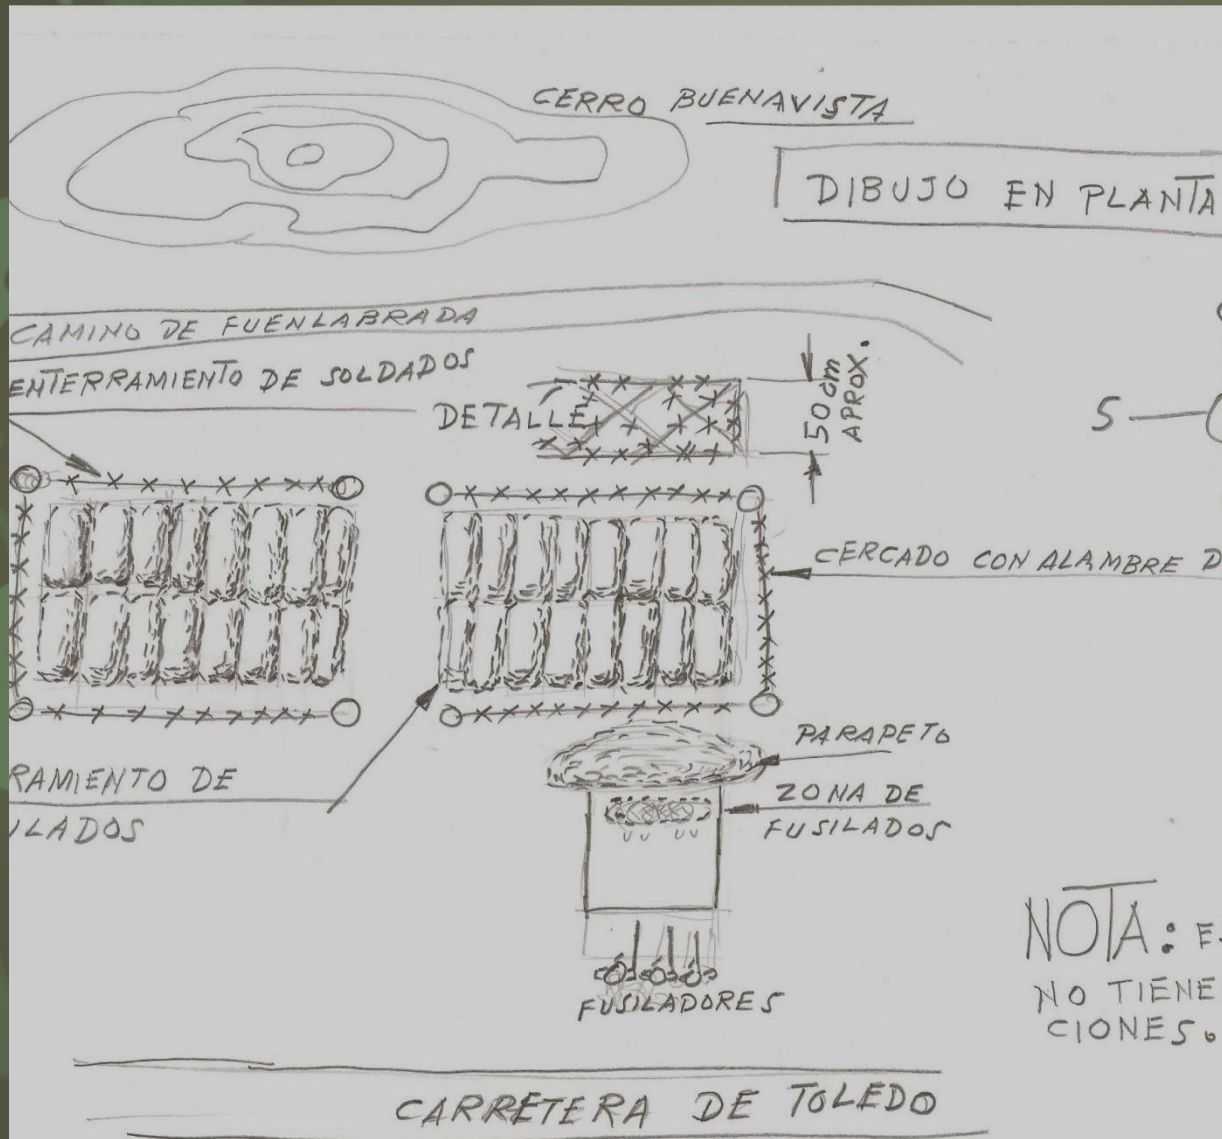 CERRO BUENAVISTA
DIBUJO EN PLANTA
CAMINO DE FUENLABRADA
ENTERRAMIENTO DE SOLDADOS
DETALLE
50 cm
APROX.
S
CERCADO CON ALAMBRE D
PARAPETO
RAMIENTO DE
ILADOS
ZONA DE
FUSILADOS
FUSILADORES
NOTA: E
NO TIENE
CIONES.
CARRETERA DE TOLEDO